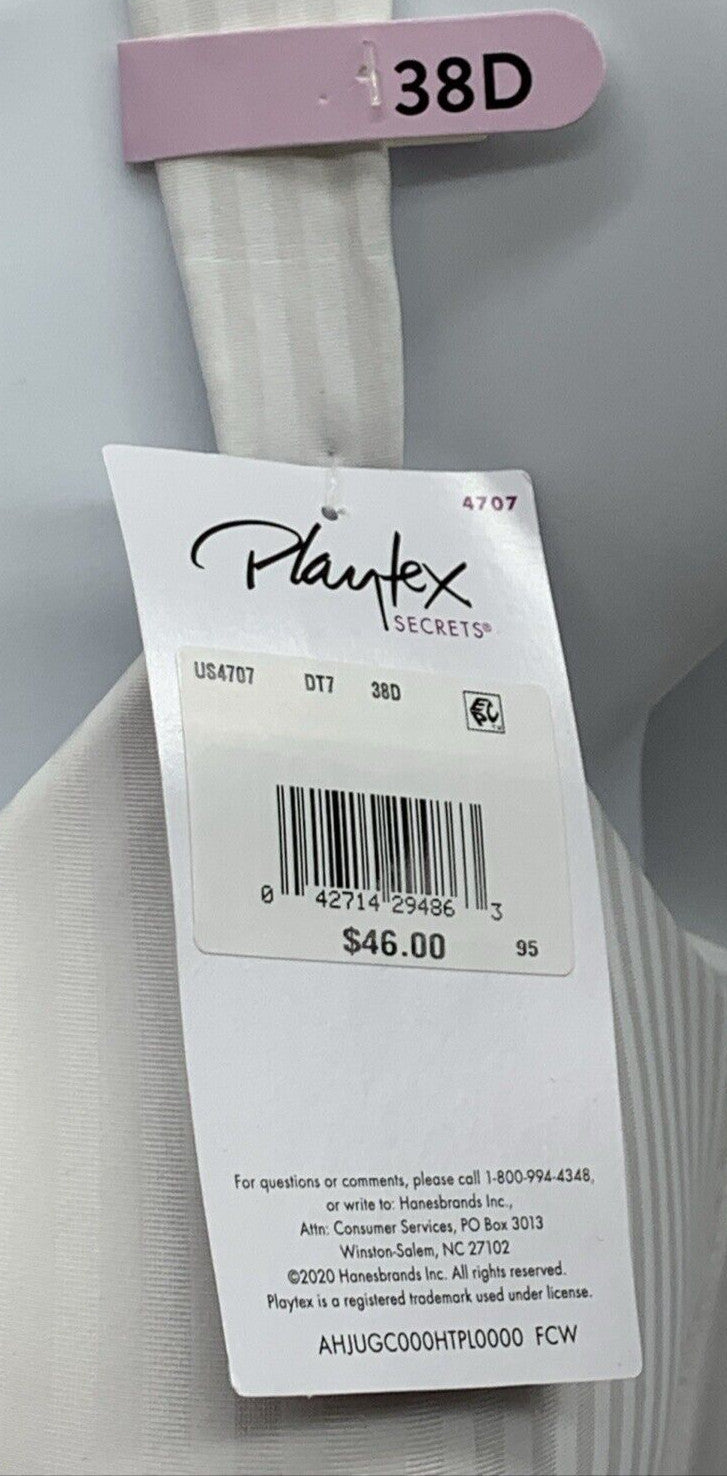 38D
4707
Playtex
SECRETS®
US4707 DT7 38D
0 42714 29486 3
$46.00 95
For questions or comments, please call 1-800-994-4348,
or write to: Hanesbrands Inc.,
Attn: Consumer Services, PO Box 3013
Winston-Salem, NC 27102
©2020 Hanesbrands Inc. All rights reserved.
Playtex is a registered trademark used under license.
AHJUGC000HTPL0000 FCW